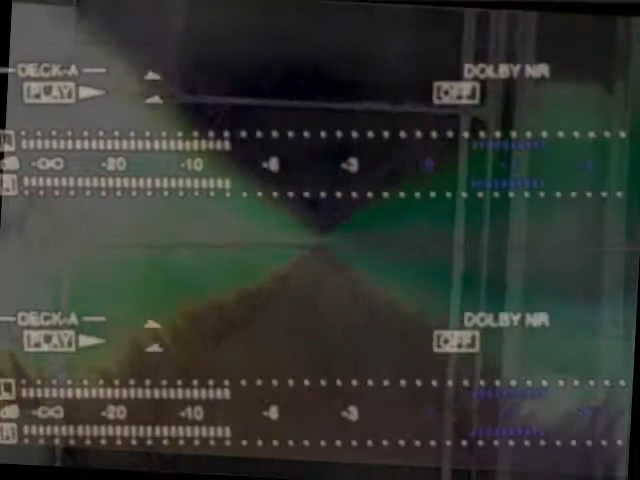 DECK-A DOLBY NR
PLAY OFF
L
dB -∞ -20 -10 -6 -3
R
DECK-A DOLBY NR
PLAY OFF
L
dB -∞ -20 -10 -6 -3
R